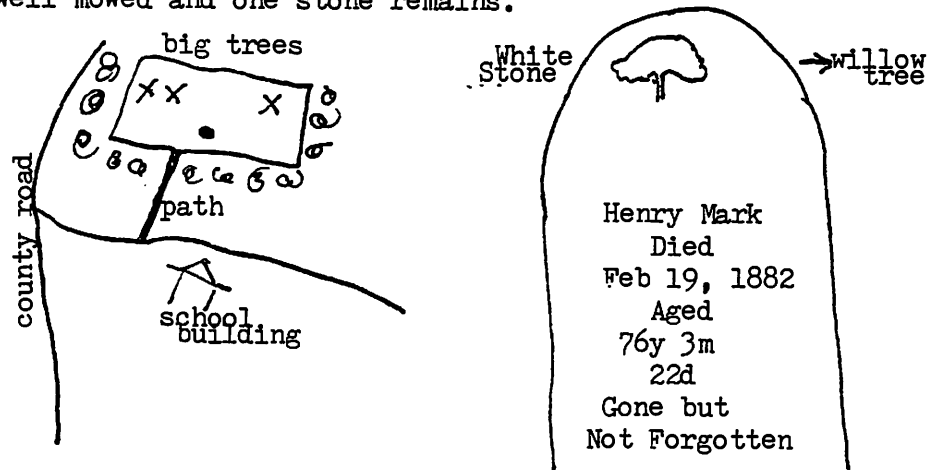 well mowed and one stone remains.
big trees
county road
path
school
building
White
Stone
willow
tree
Henry Mark
Died
Feb 19, 1882
Aged
76y 3m
22d
Gone but
Not Forgotten